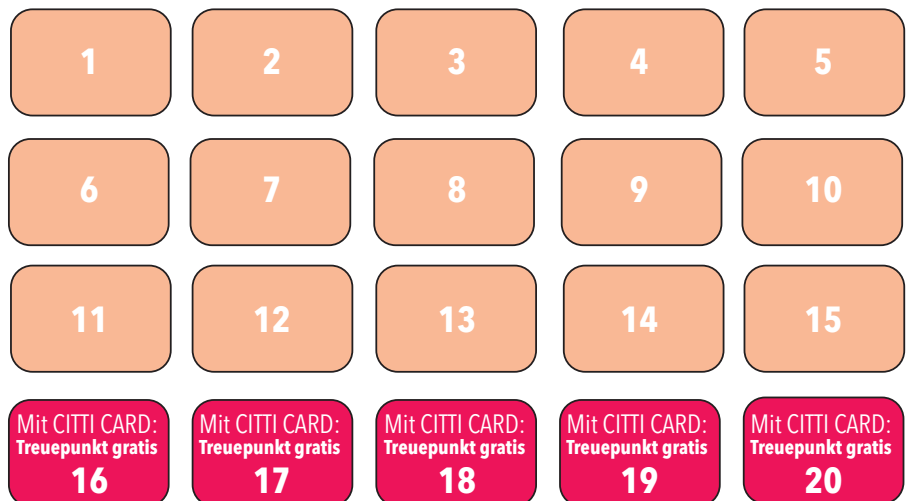 1
2
3
4
5
6
7
8
9
10
11
12
13
14
15
Mit CITTI CARD:
Treuepunkt gratis
16
Mit CITTI CARD:
Treuepunkt gratis
17
Mit CITTI CARD:
Treuepunkt gratis
18
Mit CITTI CARD:
Treuepunkt gratis
19
Mit CITTI CARD:
Treuepunkt gratis
20